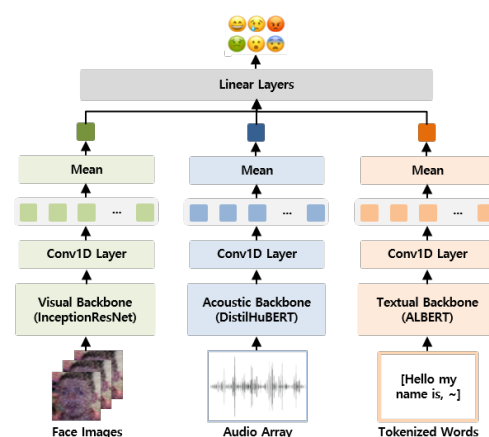 Linear Layers
Mean Mean Mean
... ... ...
Conv1D Layer Conv1D Layer Conv1D Layer
Visual Backbone
(InceptionResNet)
Acoustic Backbone
(DistilHuBERT)
Textual Backbone
(ALBERT)
[Hello my
name is, ~]
Face Images Audio Array Tokenized Words